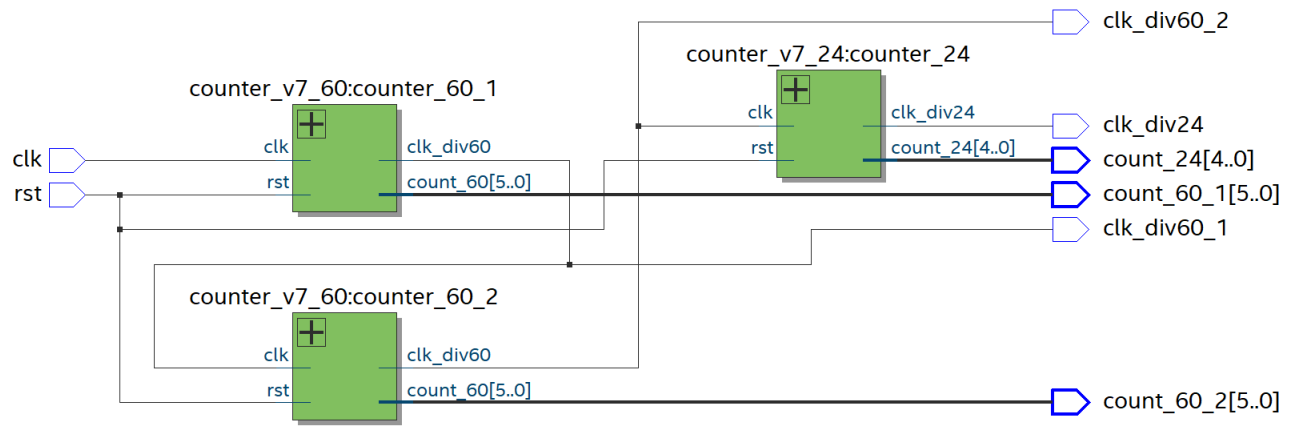 clk_div60_2
counter_v7_24:counter_24
counter_v7_60:counter_60_1
clk
clk_div24
clk_div24
clk
clk_div60
rst
count_24[4..0]
count_24[4..0]
clk
rst
rst
count_60[5..0]
count_60_1[5..0]
clk_div60_1
counter_v7_60:counter_60_2
clk
clk_div60
rst
count_60[5..0]
count_60_2[5..0]